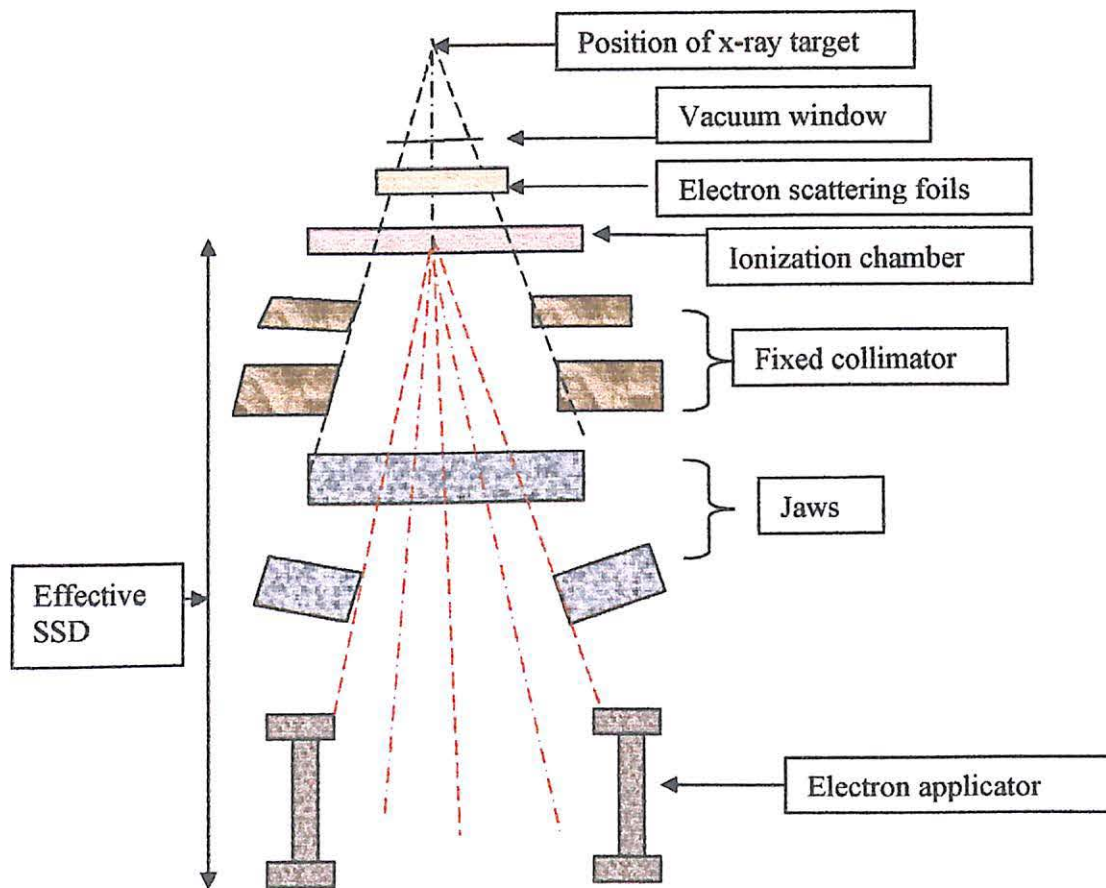 Position of x-ray target
Vacuum window
Electron scattering foils
Ionization chamber
Fixed collimator
Jaws
Effective
SSD
Electron applicator